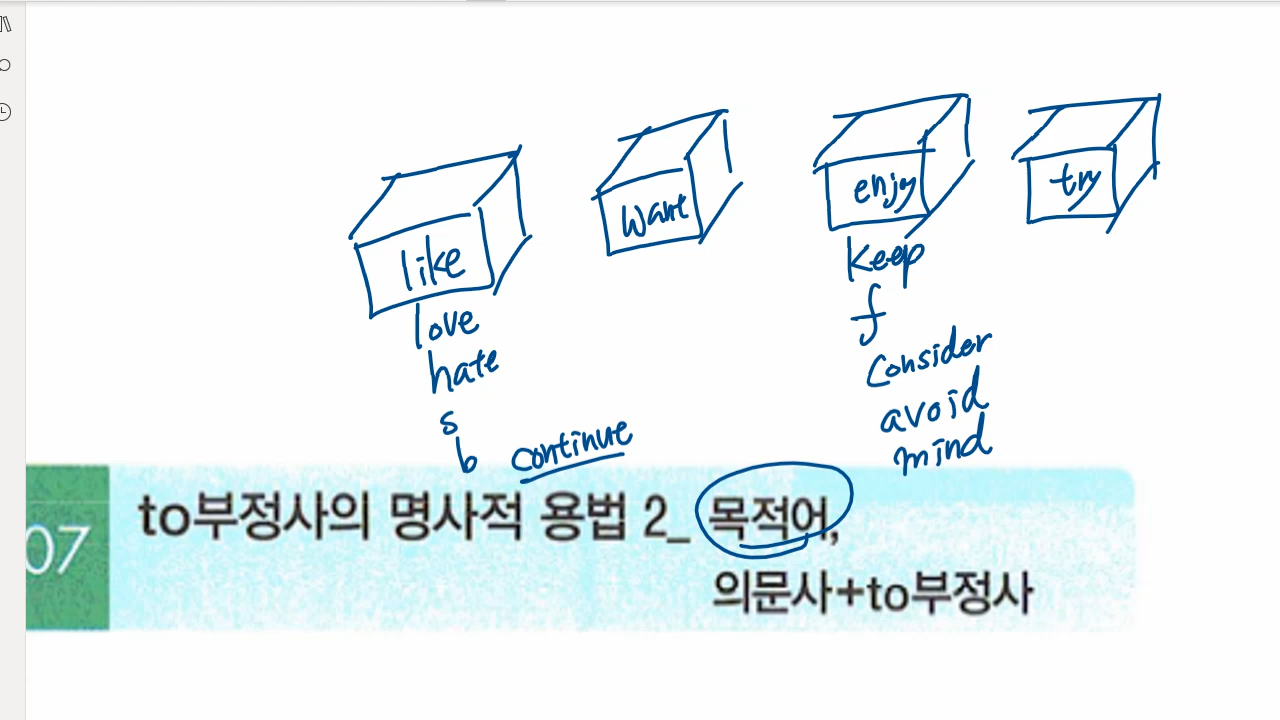 like
love
hate
s
b
continue
want
enjoy
keep
f
consider
avoid
mind
try
07
to부정사의 명사적 용법 2_ 목적어,
의문사+to부정사